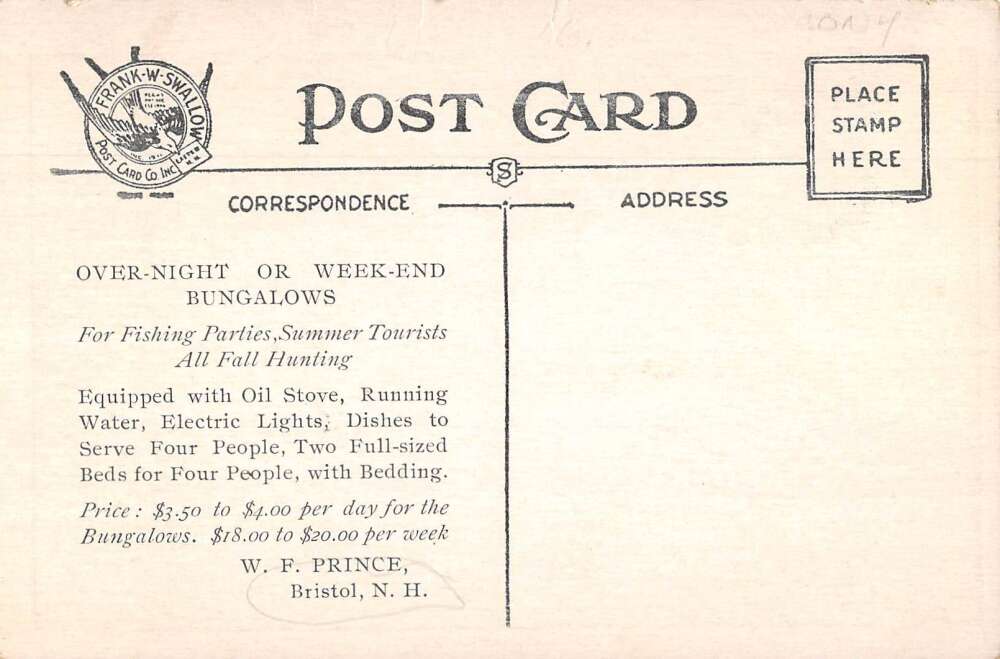 FRANK-W-SWALLOW
POST CARD CO. INC.
POST CARD
PLACE
STAMP
HERE
S
CORRESPONDENCE
ADDRESS
OVER-NIGHT OR WEEK-END
BUNGALOWS
For Fishing Parties, Summer Tourists
All Fall Hunting
Equipped with Oil Stove, Running
Water, Electric Lights, Dishes to
Serve Four People, Two Full-sized
Beds for Four People, with Bedding.
Price: $3.50 to $4.00 per day for the
Bungalows. $18.00 to $20.00 per week
W. F. PRINCE,
Bristol, N. H.